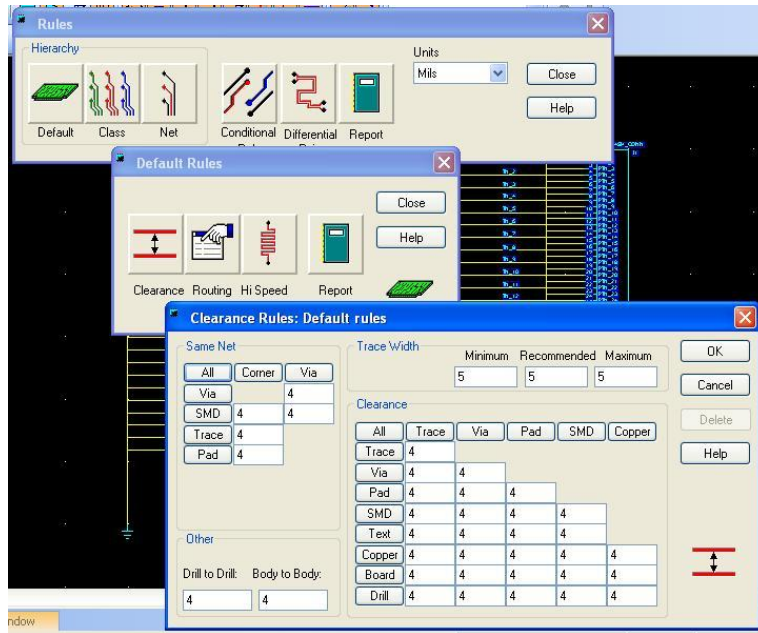 Rules
Hierarchy
Units
Mils
Close
Help
Default Class Net Conditional Differential Report
Default Rules
Close
Help
Clearance Routing Hi Speed Report
Clearance Rules: Default rules
Same Net
All Corner Via
Via 4
SMD 4 4
Trace 4
Pad 4
Other
Drill to Drill: Body to Body:
4 4
Trace Width
Minimum Recommended Maximum
5 5 5
Clearance
All Trace Via Pad SMD Copper
Trace 4
Via 4 4
Pad 4 4 4
SMD 4 4 4 4
Text 4 4 4 4
Copper 4 4 4 4 4
Board 4 4 4 4 4
Drill 4 4 4 4 4
OK
Cancel
Delete
Help